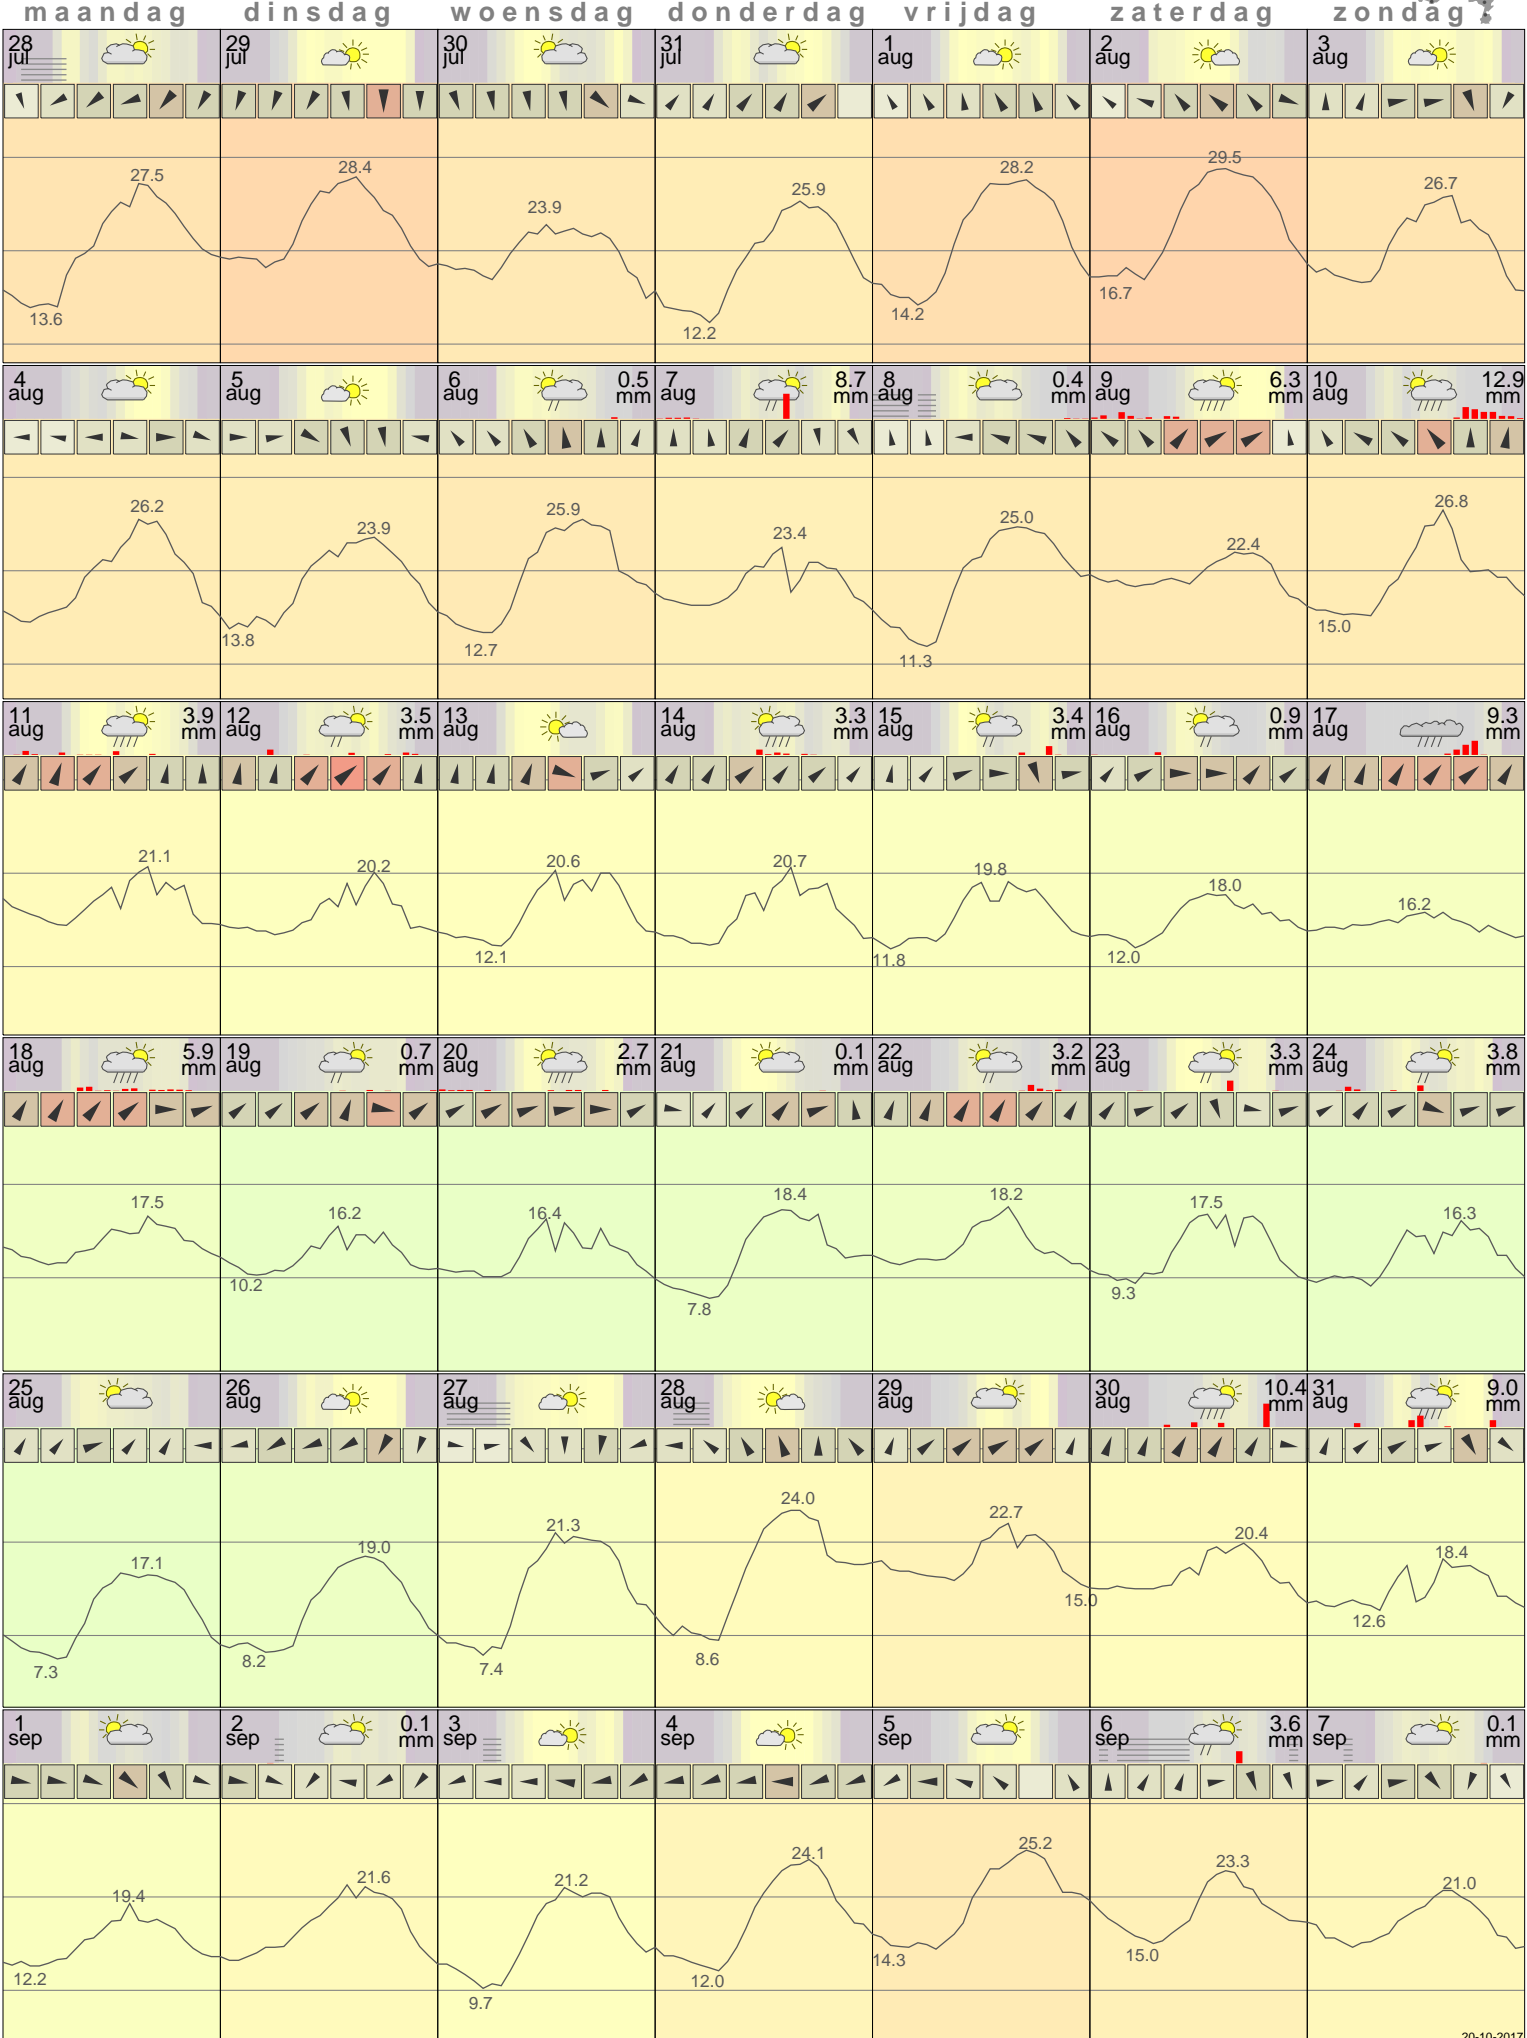 maandag dinsdag woensdag donderdag vrijdag zaterdag zondag
28 29 30 31 1 2 3
jul jul jul jul aug aug aug
27.5 28.4 23.9 25.9 28.2 29.5 26.7
13.6 12.2 14.2 16.7
4 5 6 0.5 7 8.7 8 0.4 9 6.3 10 12.9
aug aug aug mm aug mm aug mm aug mm aug mm
26.2 23.9 25.9 23.4 25.0 22.4 26.8
13.8 12.7 11.3 15.0
11 3.9 12 3.5 13 14 3.3 15 3.4 16 0.9 17 9.3
aug mm aug mm aug aug mm aug mm aug mm aug mm
21.1 20.2 20.6 20.7 19.8 18.0 16.2
12.1 11.8 12.0
18 5.9 19 0.7 20 2.7 21 0.1 22 3.2 23 3.3 24 3.8
aug mm aug mm aug mm aug mm aug mm aug mm aug mm
17.5 16.2 16.4 18.4 18.2 17.5 16.3
10.2 7.8 9.3
25 26 27 28 29 30 10.4 31 9.0
aug aug aug aug aug aug mm aug mm
17.1 19.0 21.3 24.0 22.7 20.4 18.4
7.3 8.2 7.4 8.6 15.0 12.6
1 2 0.1 3 4 5 6 3.6 7 0.1
sep sep mm sep sep sep sep mm sep mm
19.4 21.6 21.2 24.1 25.2 23.3 21.0
12.2 9.7 12.0 14.3 15.0
20-10-2017